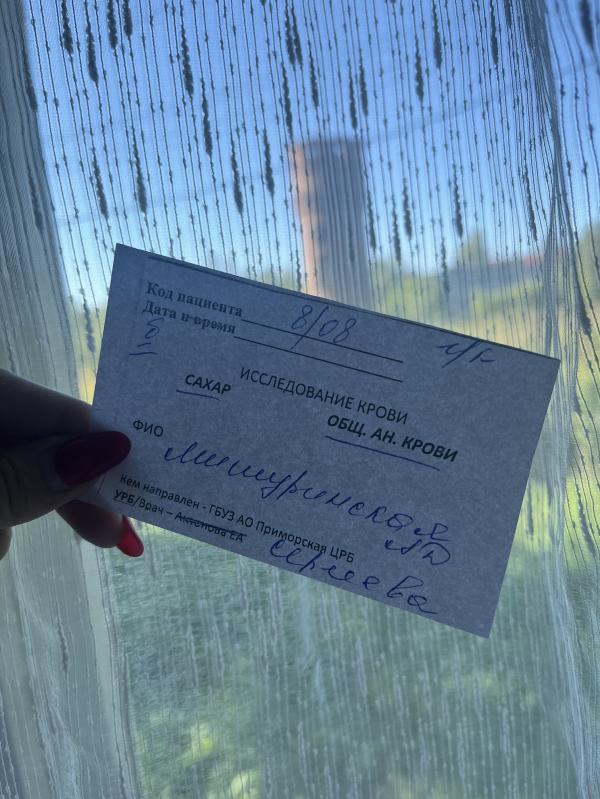 Код пациента 8/08
Дата и время
ИССЛЕДОВАНИЕ КРОВИ
САХАР ОБЩ. АН. КРОВИ
ФИО Мишуринская
Кем направлен - ГБУЗ АО Приморская ЦРБ
УРБ/Врач – Антонова ЕА